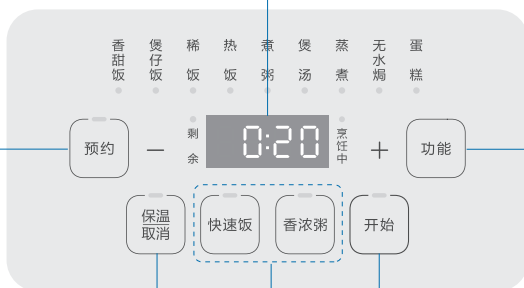 香甜饭 煲仔饭 稀饭 热饭 煮粥 煲汤 蒸煮 无水焗 蛋糕
预约 — 剩余 0:20 烹饪中 + 功能
保温取消 快速饭 香浓粥 开始